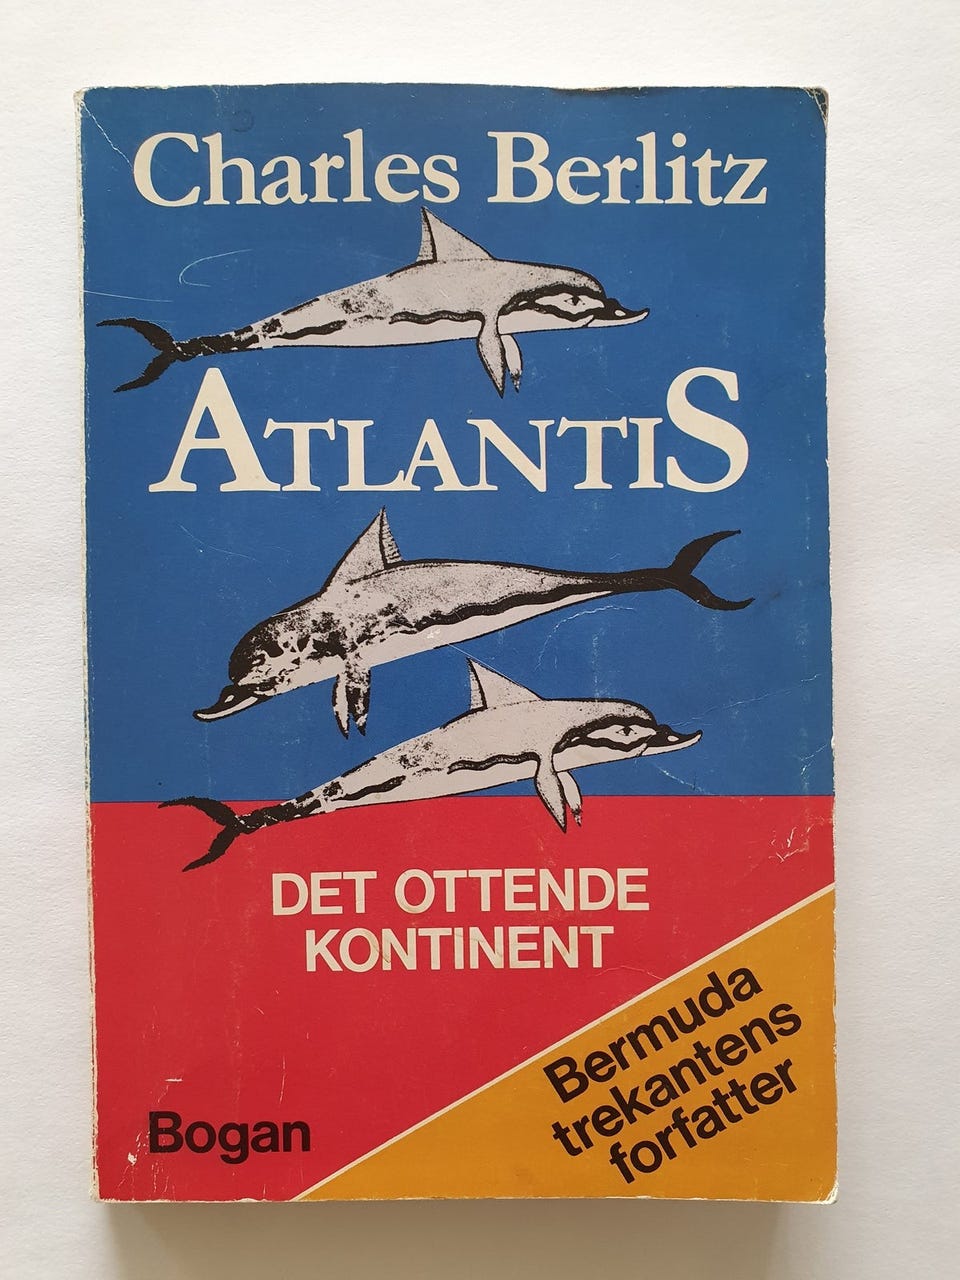 Charles Berlitz
ATLANTIS
DET OTTENDE
KONTINENT
Bermuda
trekantens
forfatter
Bogan